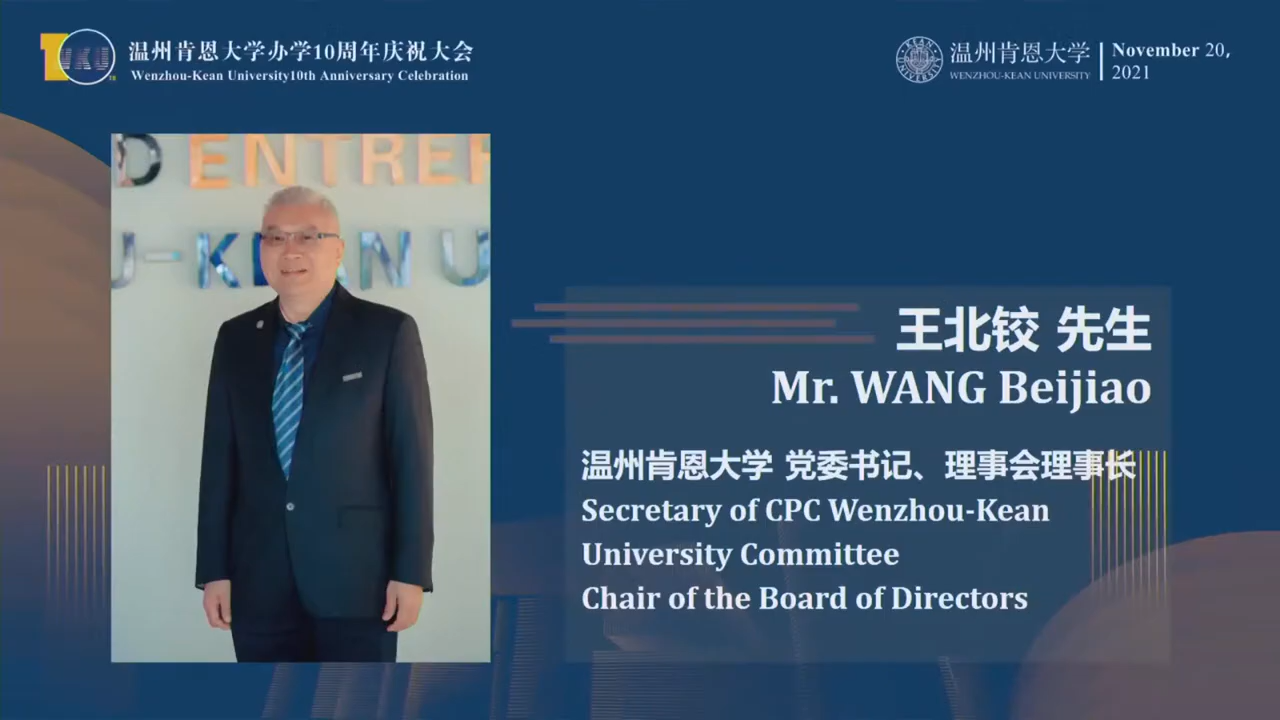 温州肯恩大学办学10周年庆祝大会
Wenzhou-Kean University10th Anniversary Celebration
温州肯恩大学
WENZHOU-KEAN UNIVERSITY
November 20,
2021
D ENTRE
U-KEAN U
王北铰 先生
Mr. WANG Beijiao
温州肯恩大学 党委书记、理事会理事长
Secretary of CPC Wenzhou-Kean
University Committee
Chair of the Board of Directors